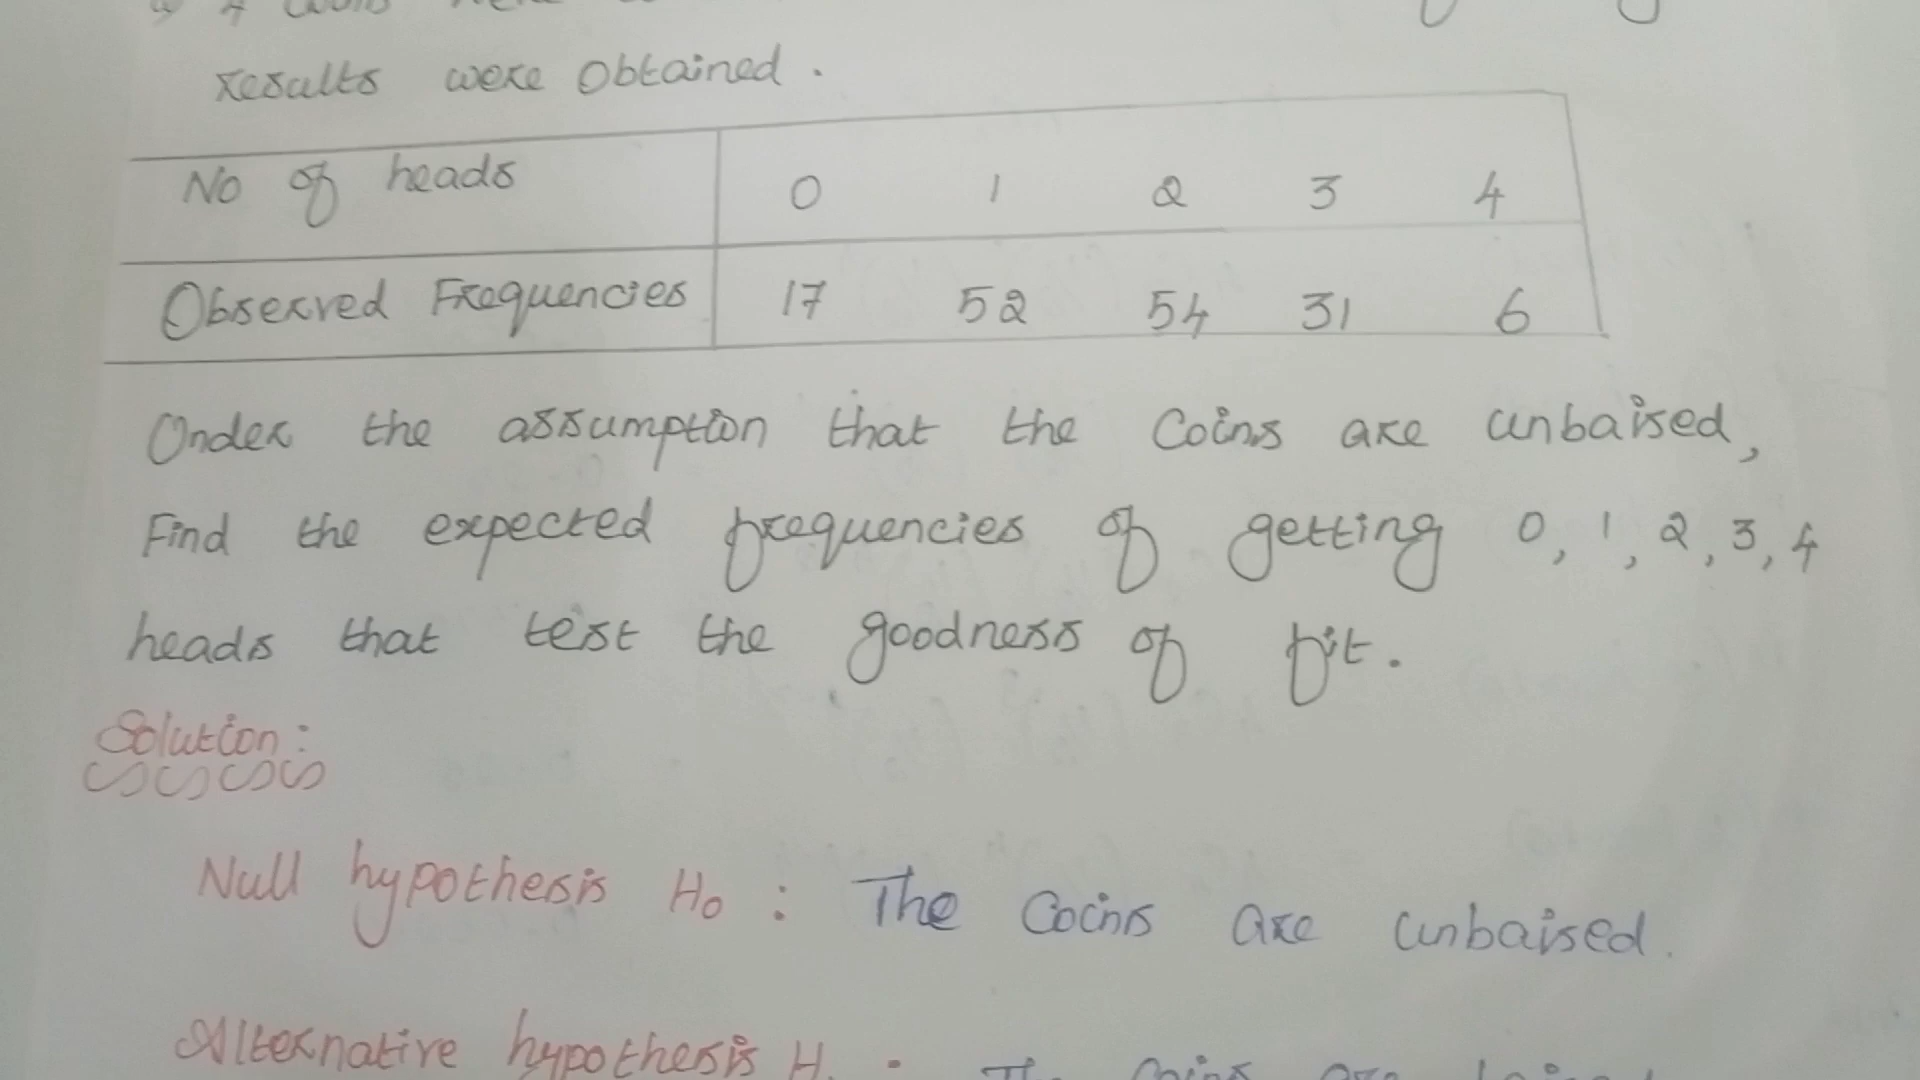 results were obtained.
No of heads 0 1 2 3 4
Observed Frequencies 17 52 54 31 6
Onder the assumption that the Coins are unbaised,
Find the expected frequencies of getting 0, 1, 2, 3, 4
heads that test the goodness of fit.
Solution:
Null hypothesis H0 : The Coins are unbaised.
Alternative hypothesis H